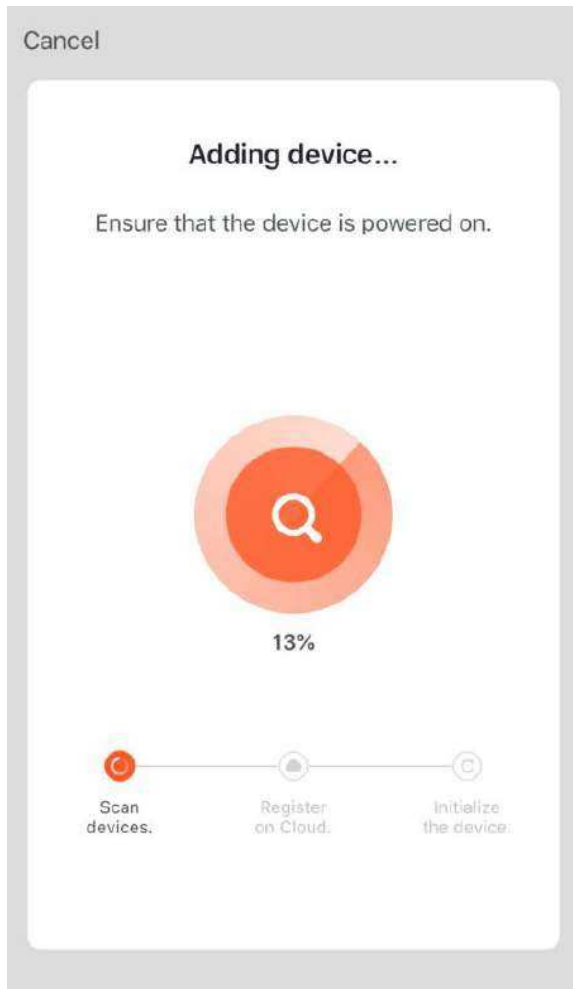 Cancel
Adding device...
Ensure that the device is powered on.
13%
Scan
devices.
Register
on Cloud.
Initialize
the device.